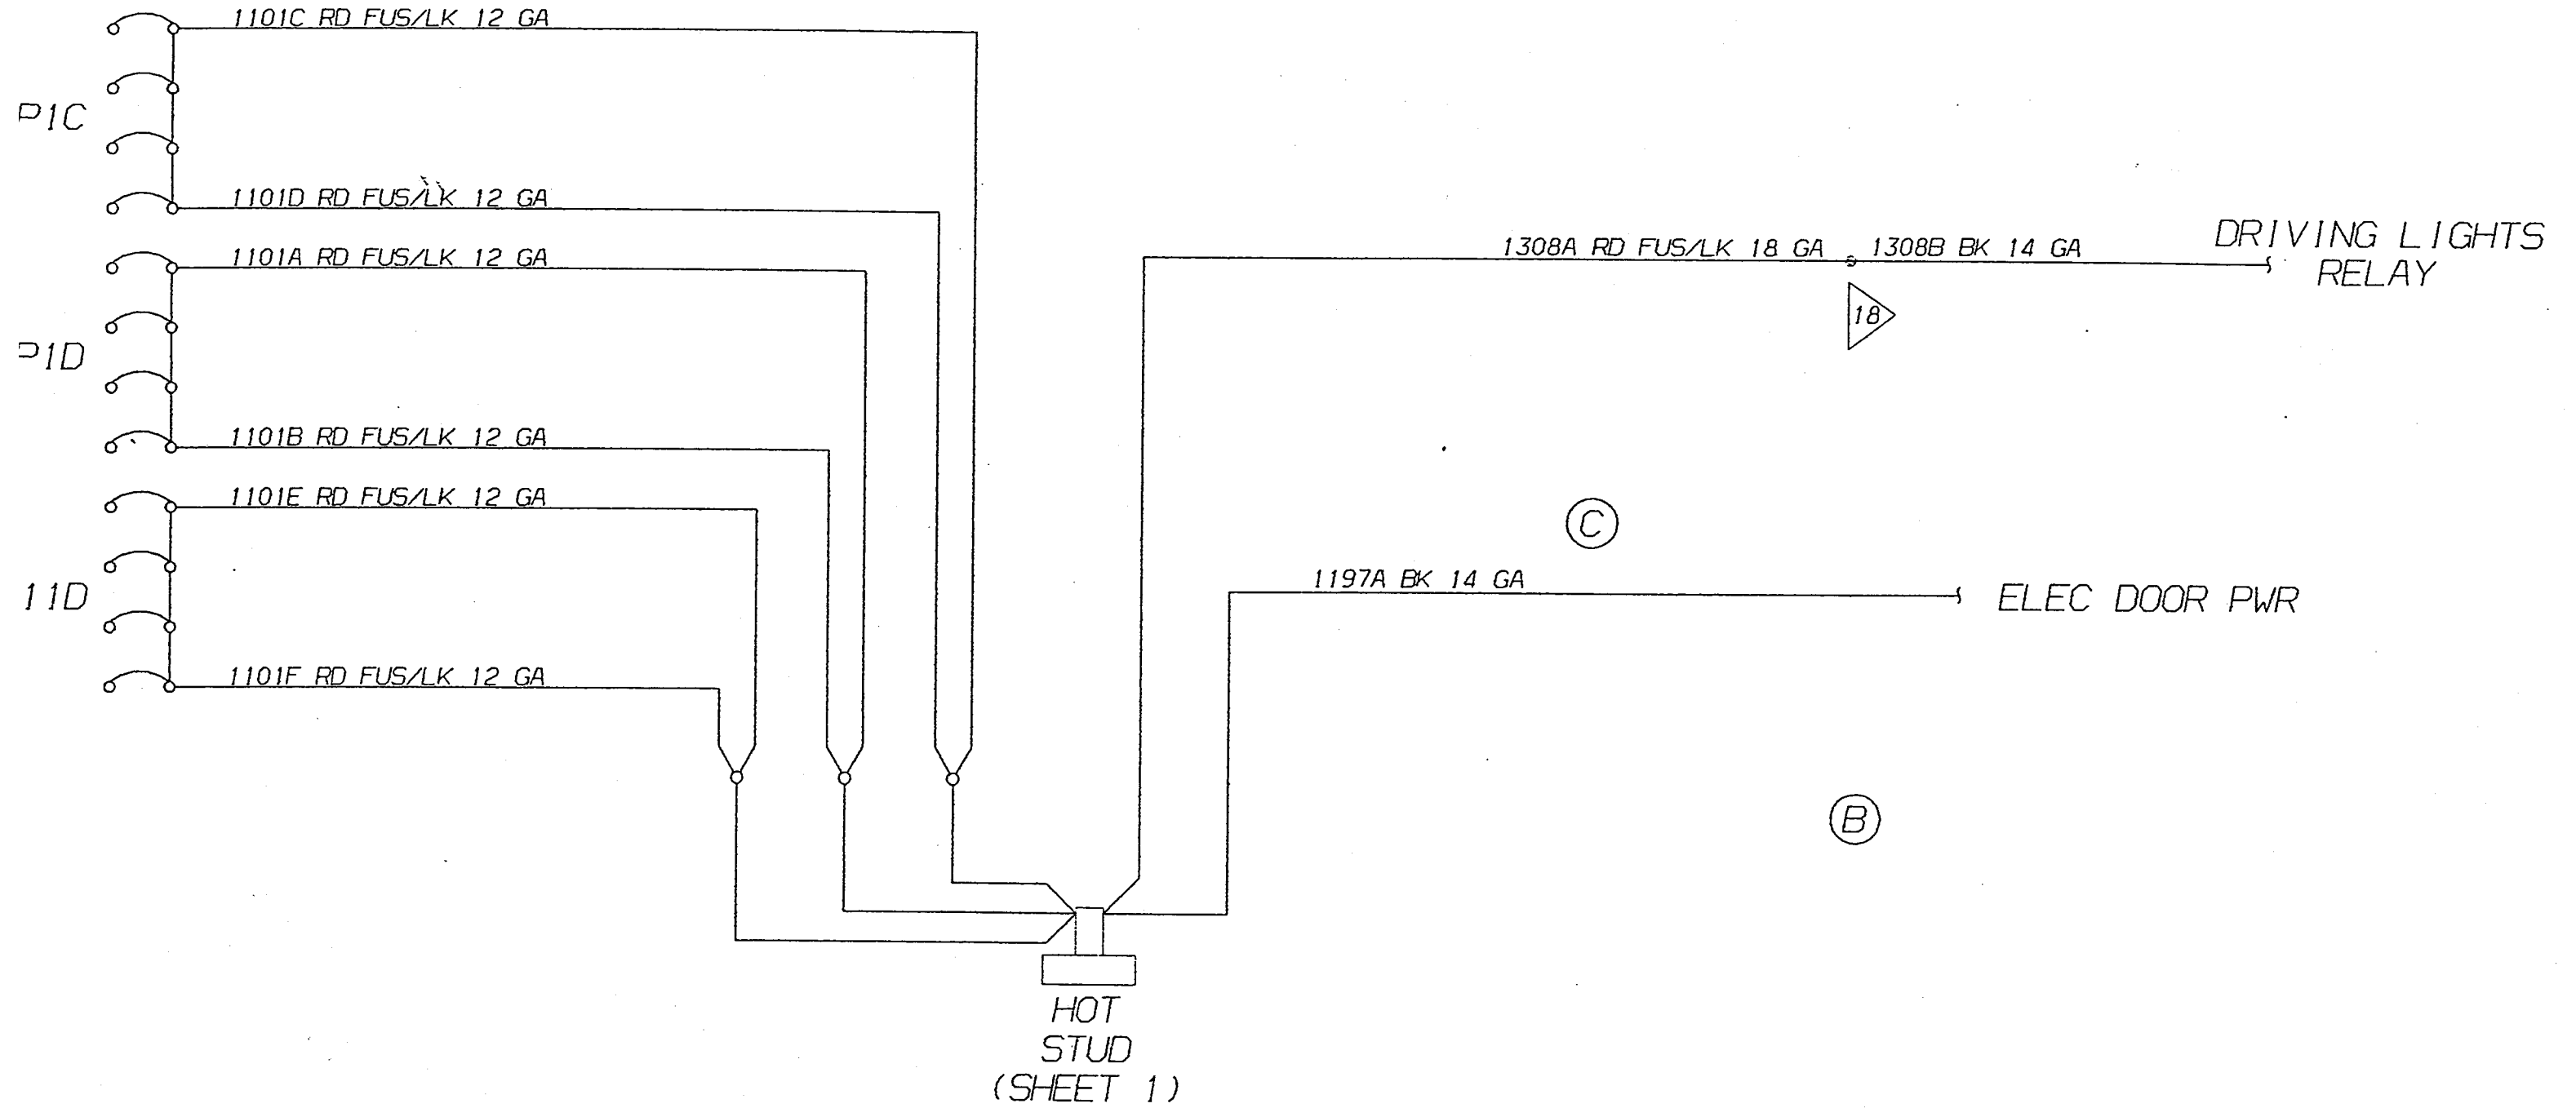 1101C RD FUS/LK 12 GA
P1C
1101D RD FUS/LK 12 GA
1101A RD FUS/LK 12 GA
P1D
1101B RD FUS/LK 12 GA
1101E RD FUS/LK 12 GA
11D
1101F RD FUS/LK 12 GA
1308A RD FUS/LK 18 GA
1308B BK 14 GA
18
DRIVING LIGHTS
RELAY
C
1197A BK 14 GA
ELEC DOOR PWR
B
HOT
STUD
(SHEET 1)